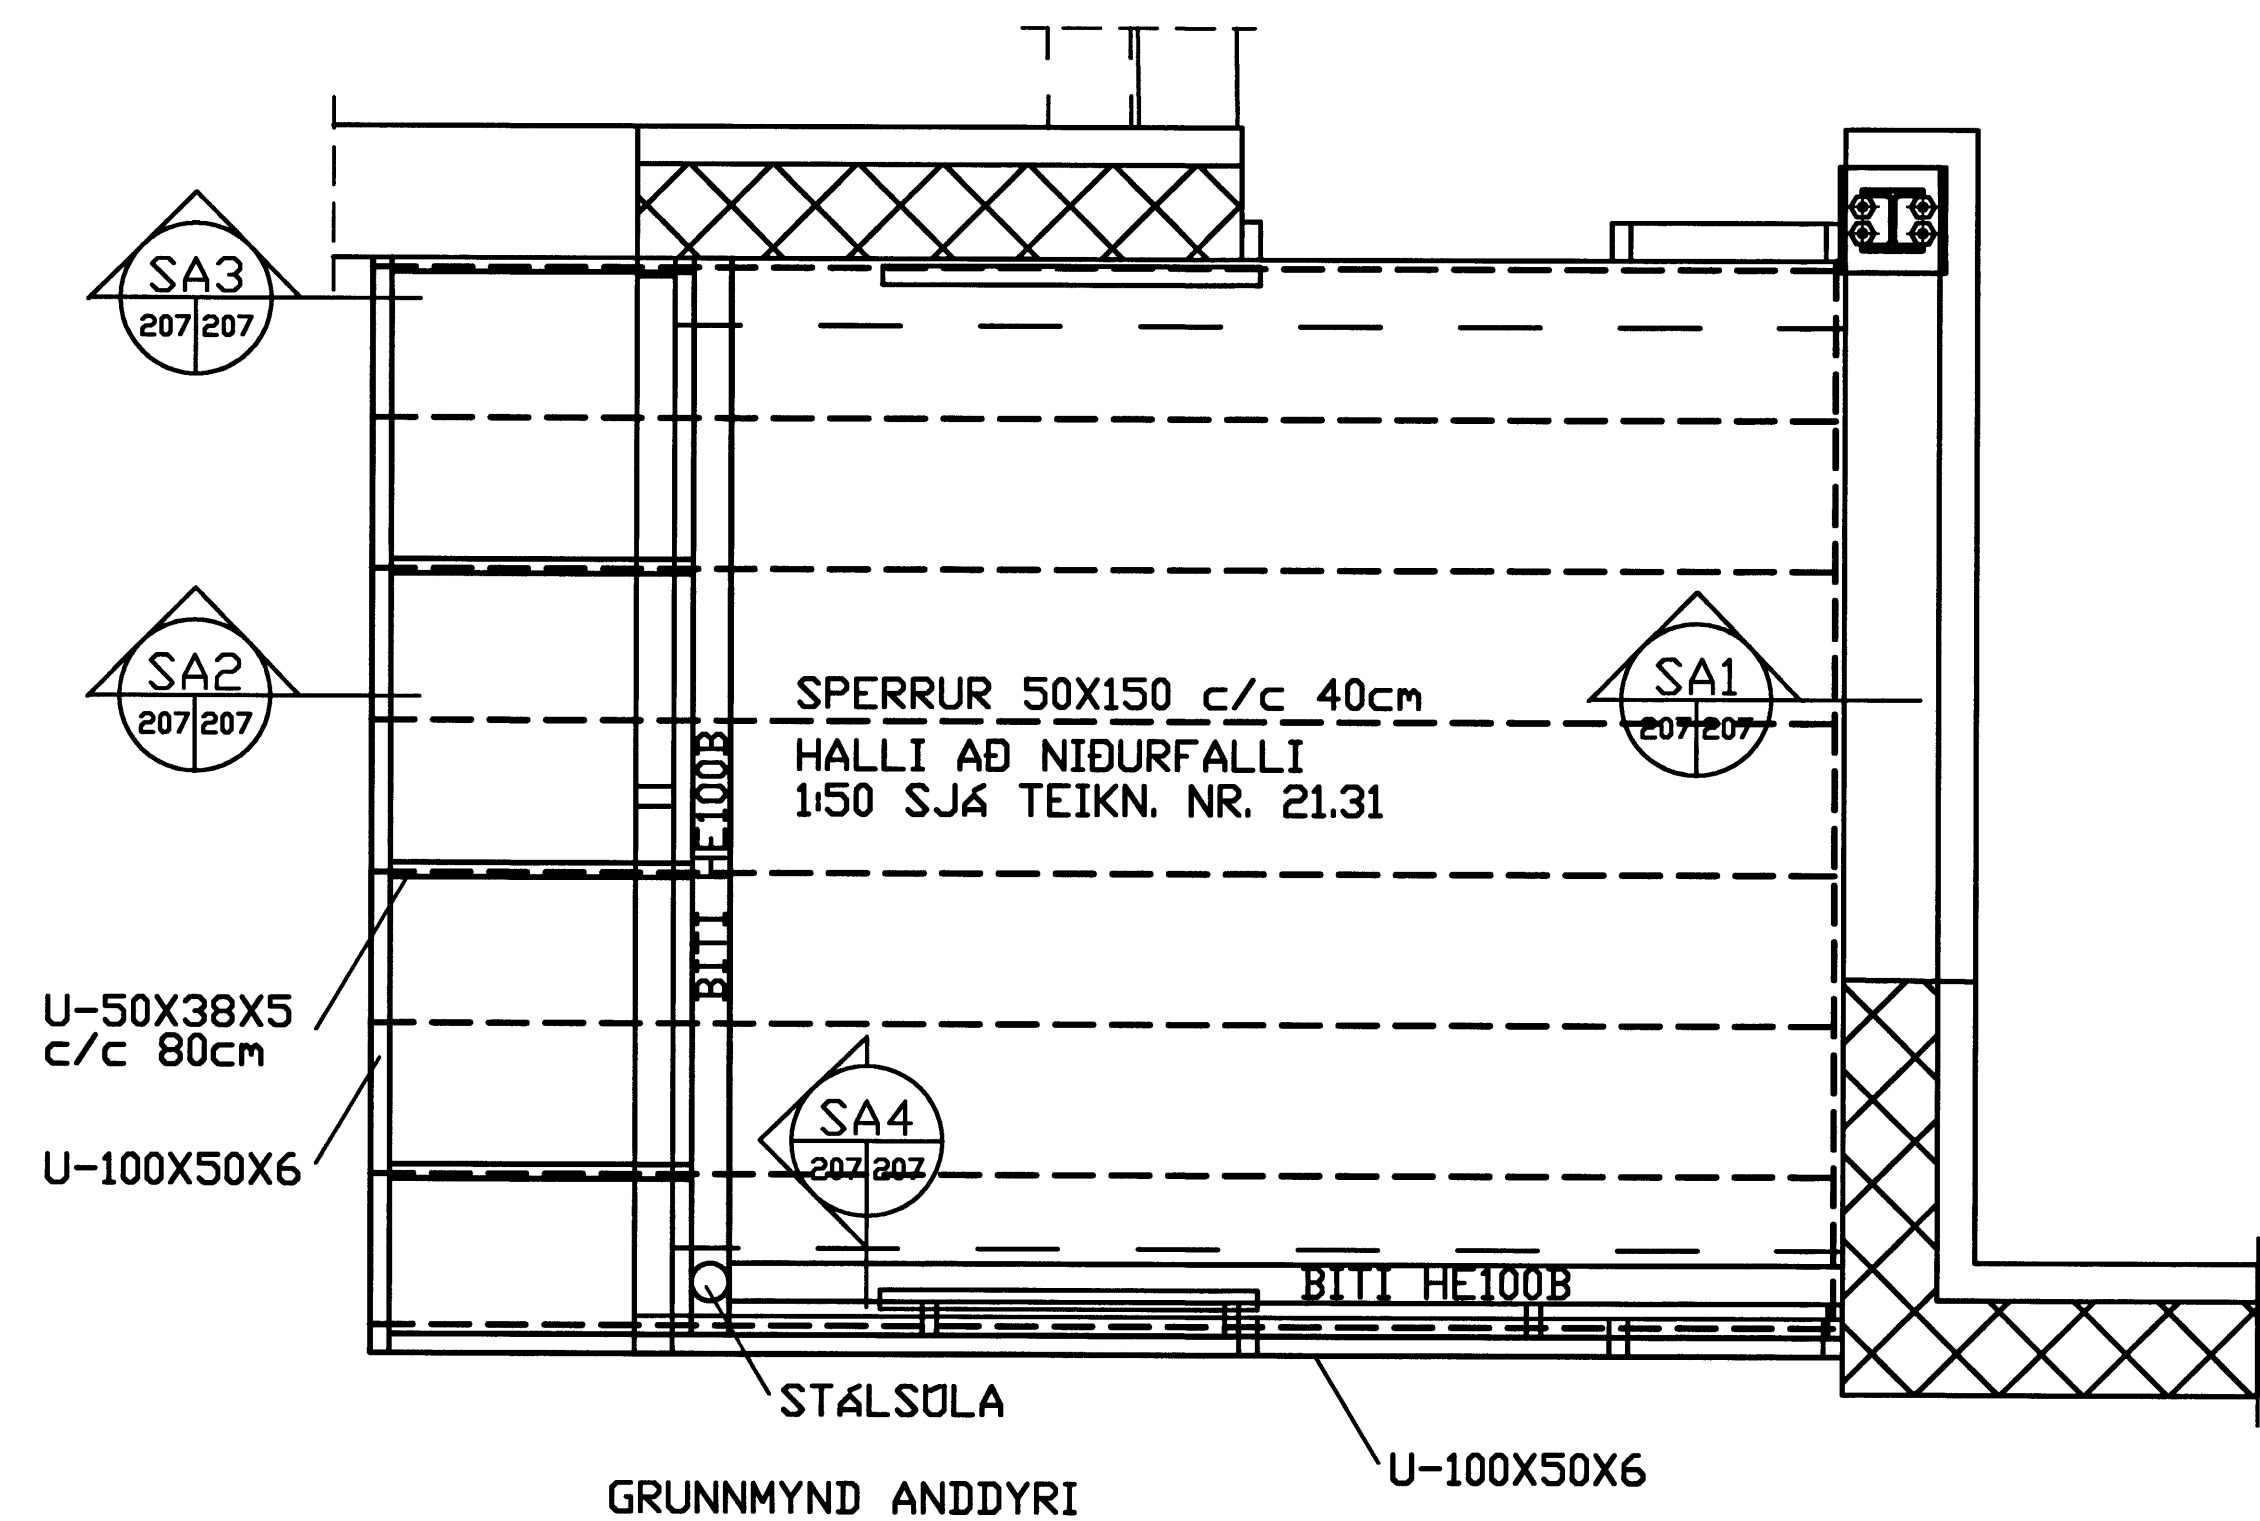 SA3
207 207
SA2
207 207
SPERRUR 50X150 c/c 40cm
HALLI AÐ NIÐURFALLI
1:50 SJÁ TEIKN. NR. 21.31
SA1
207 207
BITI HE100B
U-50X38X5
c/c 80cm
U-100X50X6
SA4
207 207
BITI HE100B
STÁLSÚLA
U-100X50X6
GRUNNMYND ANDDYRI